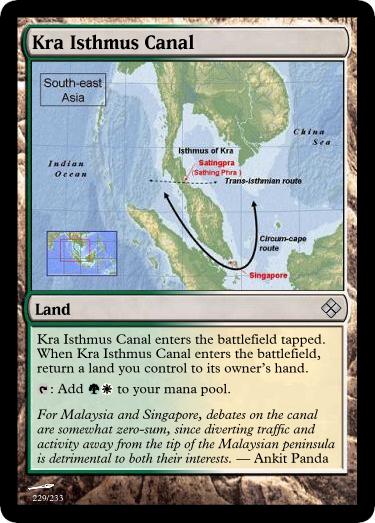 Kra Isthmus Canal
South-east
Asia
China
Sea
Isthmus of Kra
Satingpra
(Sathing Phra )
Indian
Ocean
Trans-isthmian route
Circum-cape
route
Singapore
Land
Kra Isthmus Canal enters the battlefield tapped.
When Kra Isthmus Canal enters the battlefield,
return a land you control to its owner's hand.
: Add to your mana pool.
For Malaysia and Singapore, debates on the canal
are somewhat zero-sum, since diverting traffic and
activity away from the tip of the Malaysian peninsula
is detrimental to both their interests. — Ankit Panda
229/233